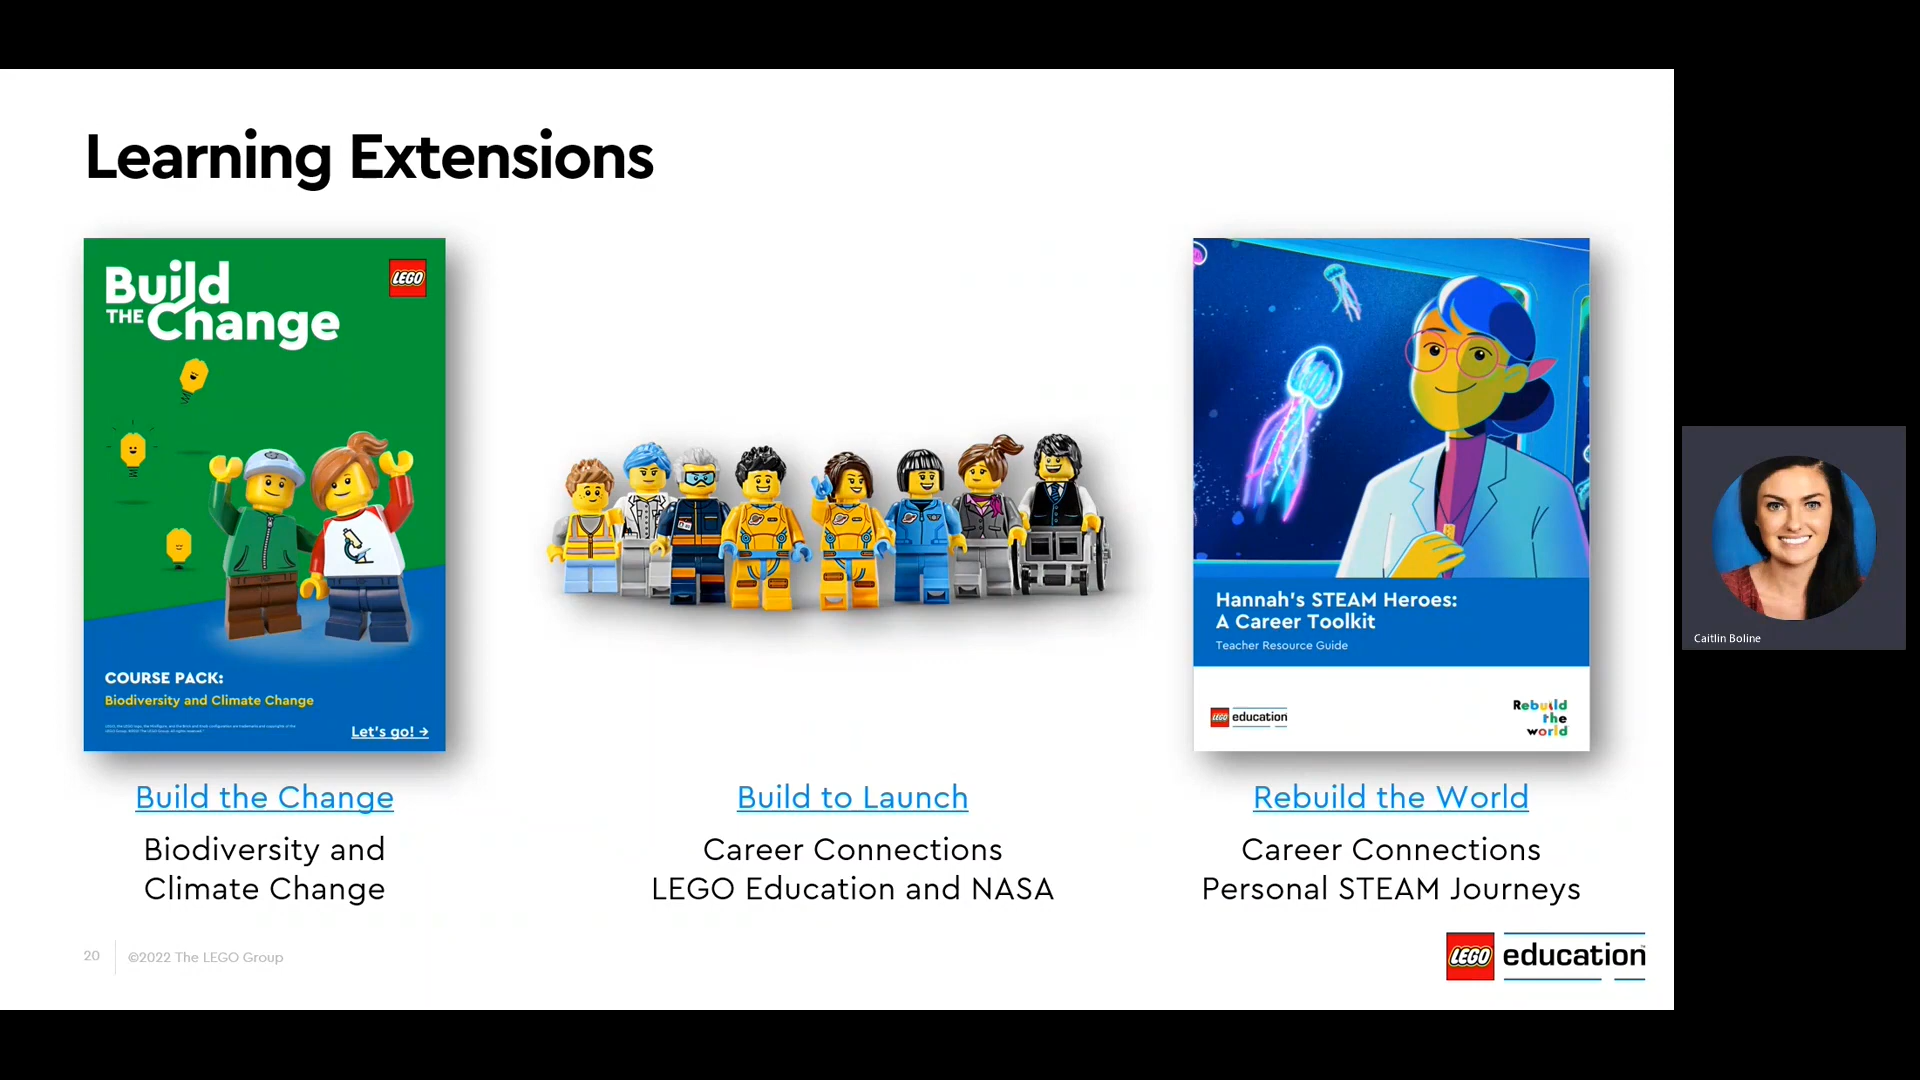 Learning Extensions
Build
THE Change
LEGO
COURSE PACK:
Biodiversity and Climate Change
Let's go! →
Hannah's STEAM Heroes:
A Career Toolkit
Teacher Resource Guide
LEGO education
Rebuild
the
world
Build the Change
Biodiversity and
Climate Change
Build to Launch
Career Connections
LEGO Education and NASA
Rebuild the World
Career Connections
Personal STEAM Journeys
20
©2022 The LEGO Group
LEGO education™
Caitlin Boline